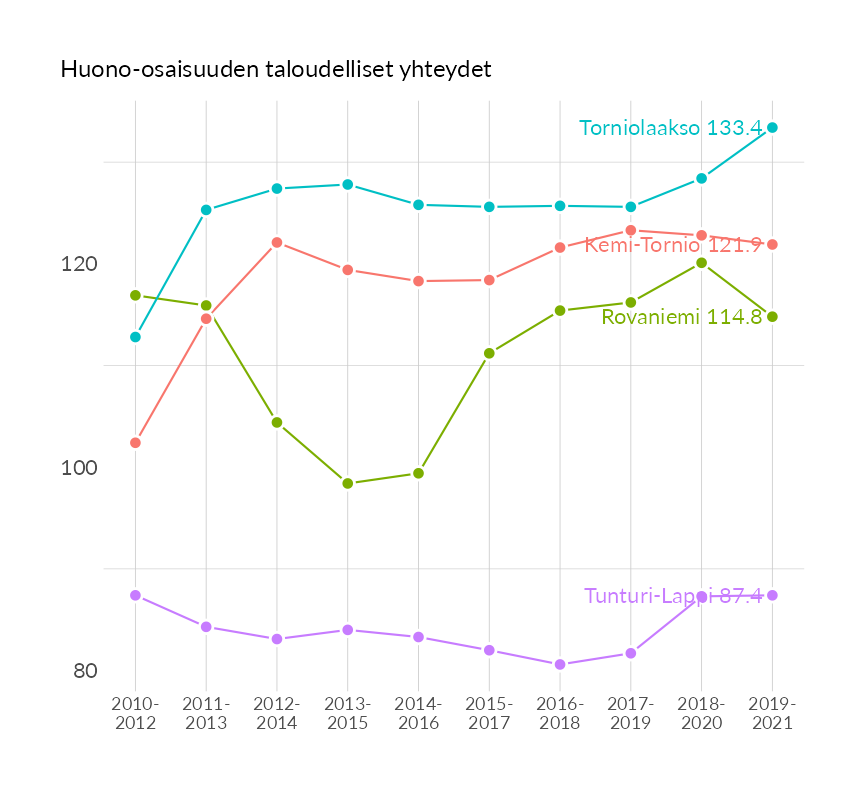 Huono-osaisuuden taloudelliset yhteydet
Torniolaakso 133.4
Kemi-Tornio 121.9
120
Rovaniemi 114.8
100
Tunturi-Lappi 87.4
80
2010- 2011- 2012- 2013- 2014- 2015- 2016- 2017- 2018- 2019-
2012 2013 2014 2015 2016 2017 2018 2019 2020 2021